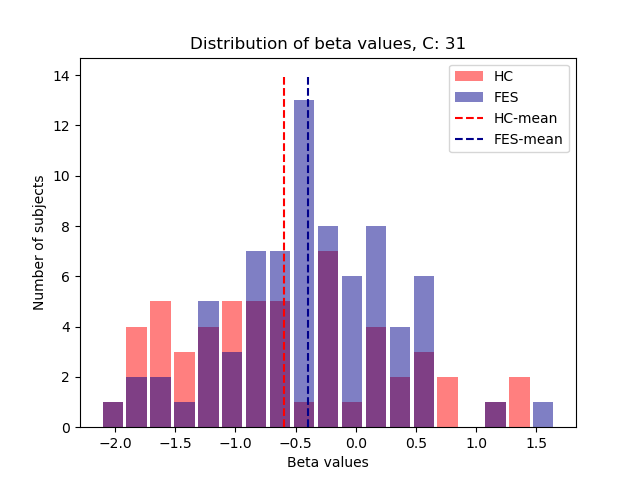 Distribution of beta values, C: 31
HC
FES
HC-mean
FES-mean
Number of subjects
14
12
10
8
6
4
2
0
−2.0 −1.5 −1.0 −0.5 0.0 0.5 1.0 1.5
Beta values